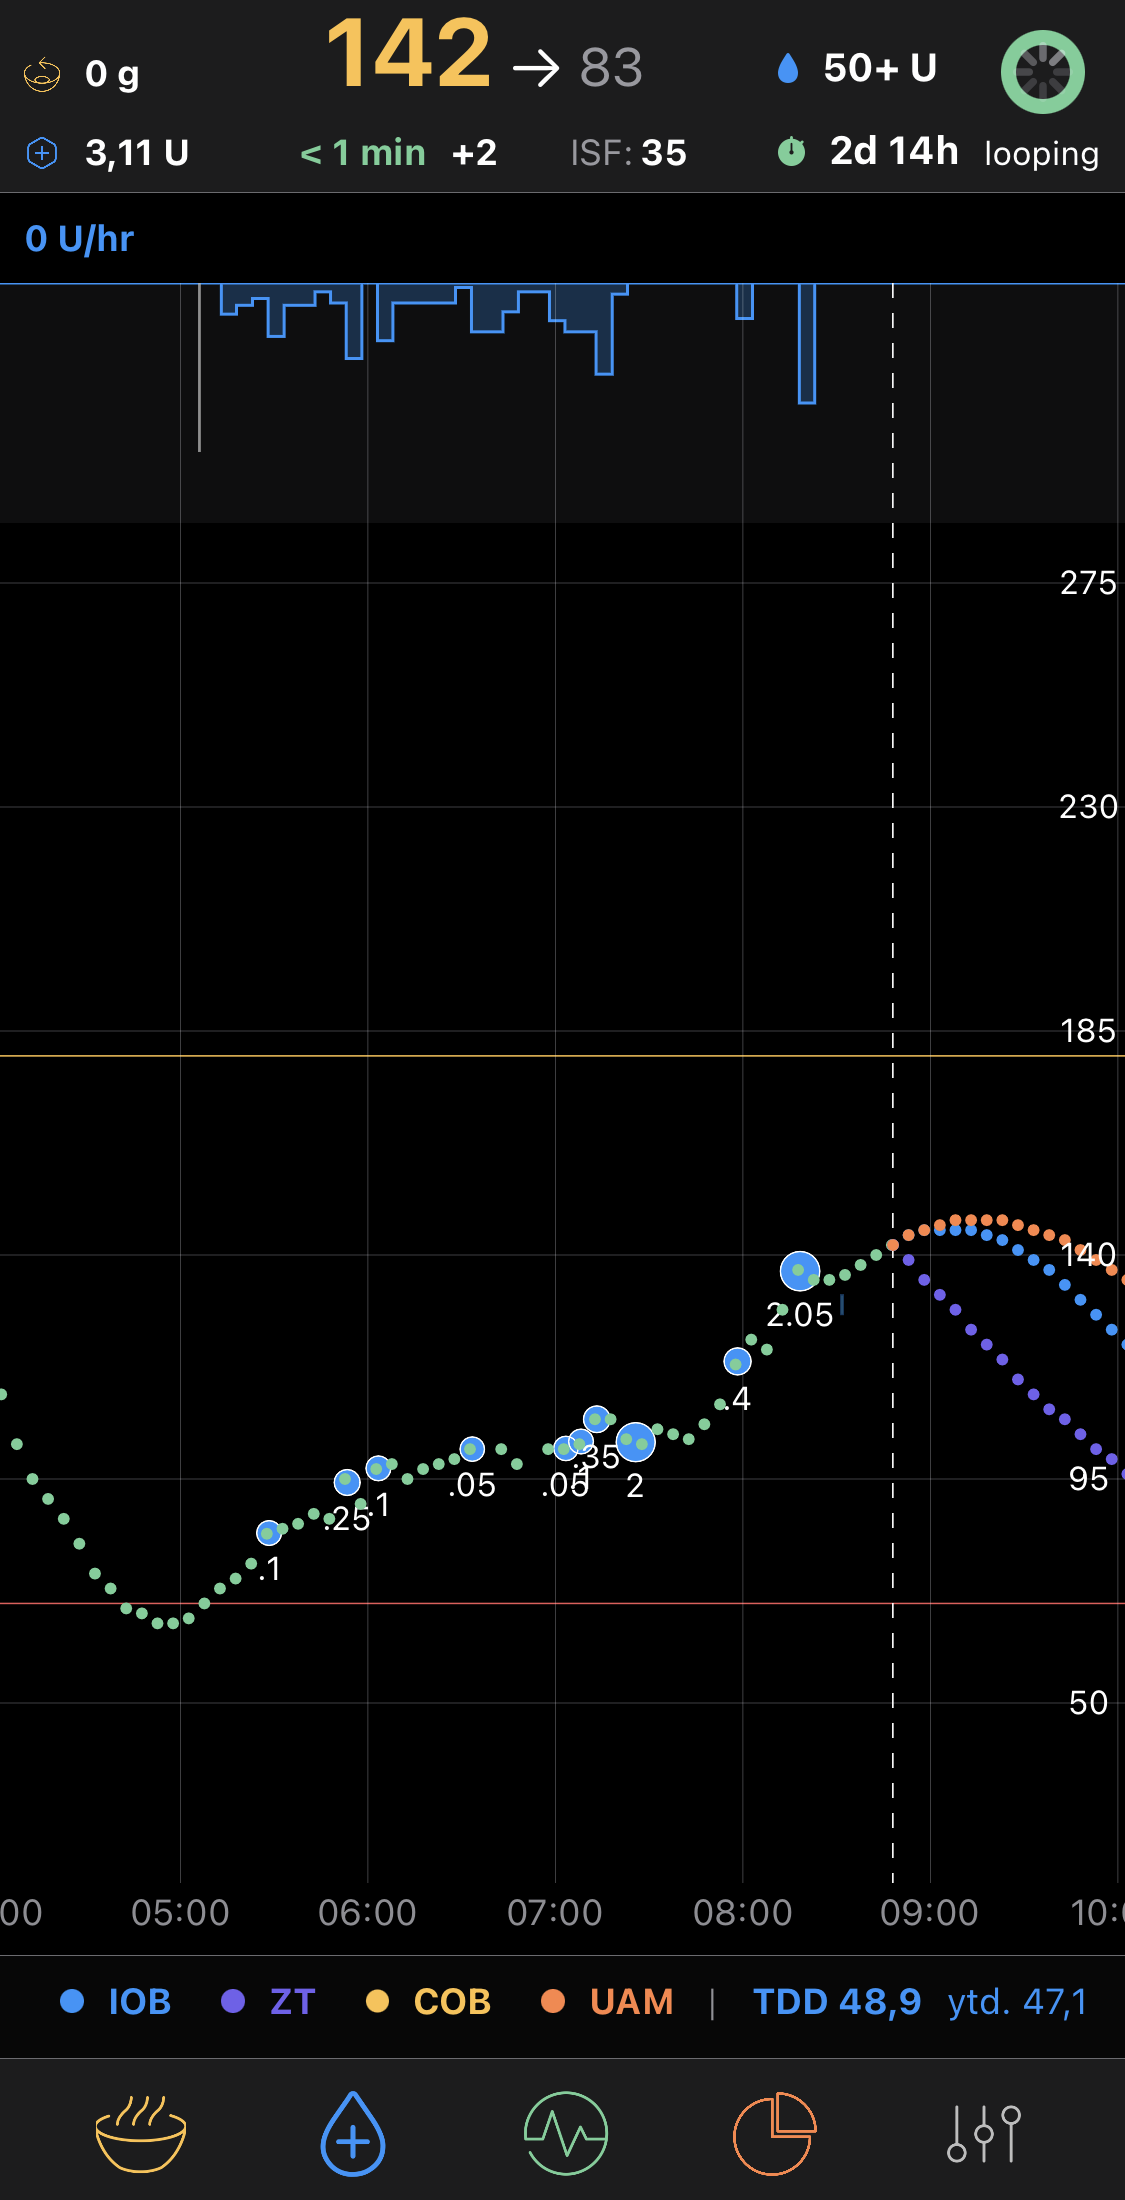 0 g 142 → 83 50+ U
3,11 U < 1 min +2 ISF: 35 2d 14h looping
0 U/hr
275
230
185
140
2.05
.4
.35
95
.05 .05 1 2
.25 .1
.1
50
00 05:00 06:00 07:00 08:00 09:00 10:0
IOB ZT COB UAM | TDD 48,9 ytd. 47,1